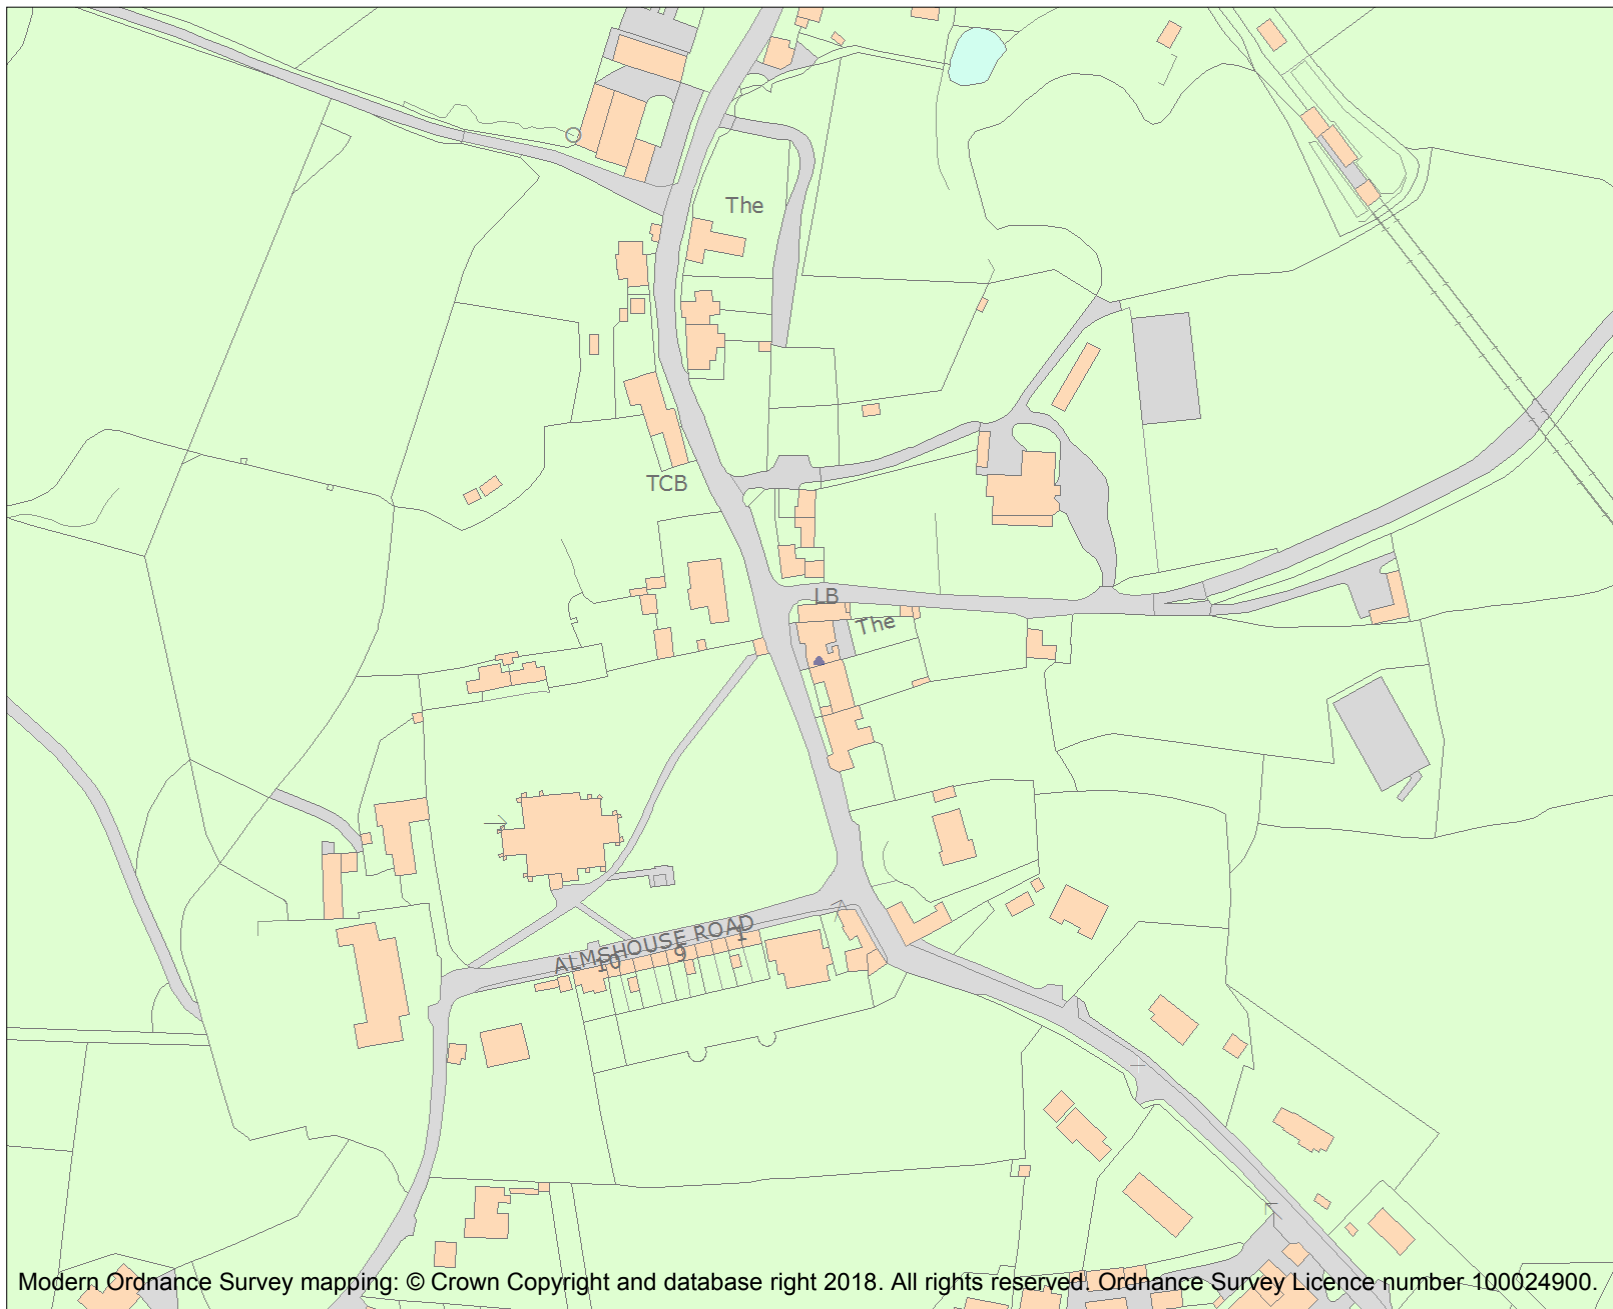 The
TCB
LB
The
ALMSHOUSE ROAD
1
9
10
Modern Ordnance Survey mapping: © Crown Copyright and database right 2018. All rights reserved. Ordnance Survey Licence number 100024900.